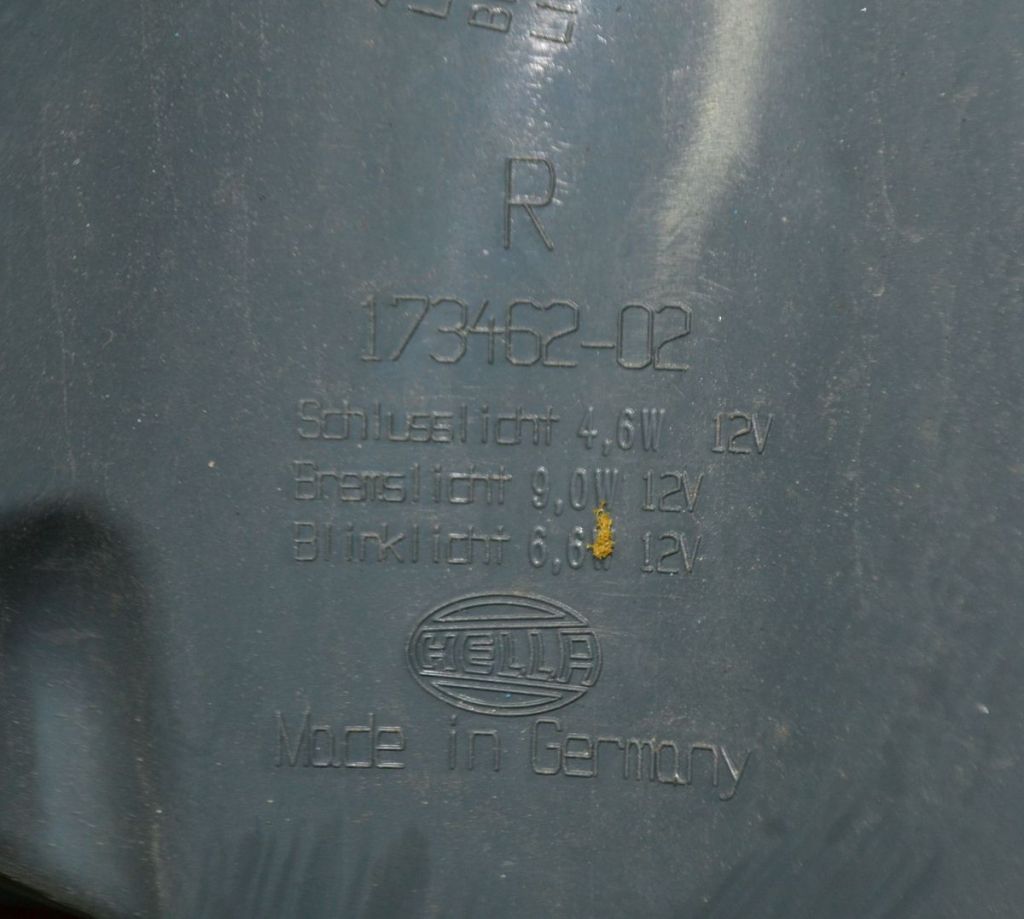 R
173462-02
Schlusslicht 4,6W 12V
Bremslicht 9,0W 12V
Blinklicht 6,6W 12V
HELLA
Made in Germany